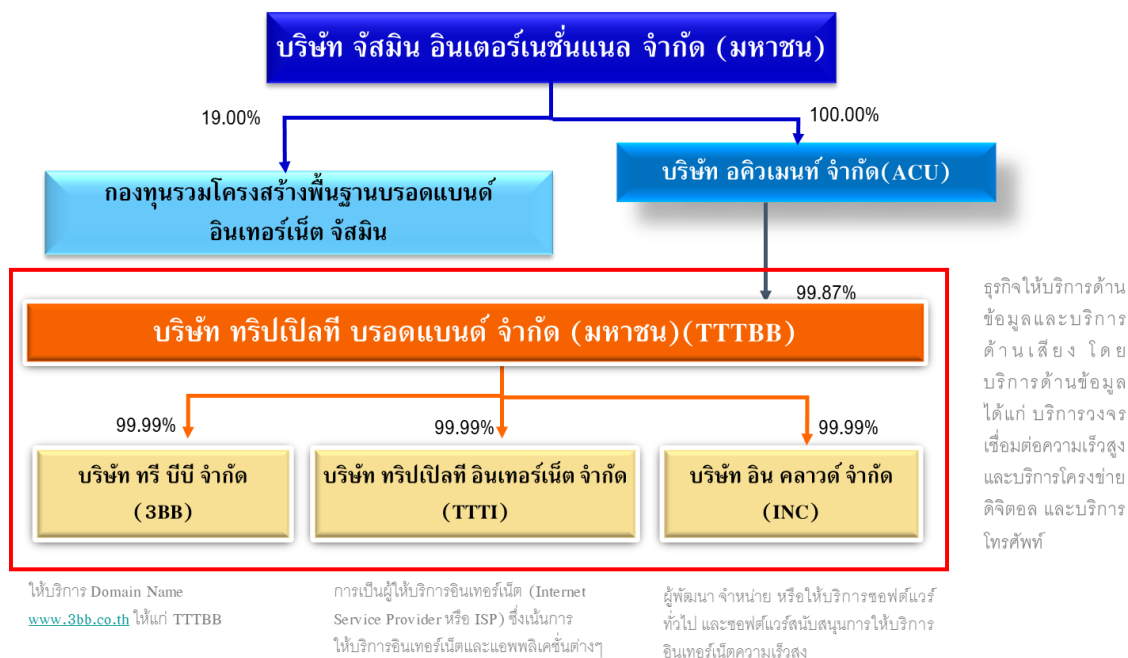 บริษัท จัสมิน อินเตอร์เนชั่นแนล จำกัด (มหาชน)
19.00%
100.00%
กองทุนรวมโครงสร้างพื้นฐานบรอดแบนด์
อินเทอร์เน็ต จัสมิน
บริษัท อคิวเมนท์ จำกัด(ACU)
99.87%
บริษัท ทริปเปิลที บรอดแบนด์ จำกัด (มหาชน)(TTTBB)
99.99%
99.99%
99.99%
บริษัท ทรี บีบี จำกัด
(3BB)
บริษัท ทริปเปิลที อินเทอร์เน็ต จำกัด
(TTTI)
บริษัท อิน คลาวด์ จำกัด
(INC)
ธุรกิจให้บริการด้าน
ข้อมูลและบริการ
ด้านเสียง โดย
บริการด้านข้อมูล
ได้แก่ บริการวงจร
เชื่อมต่อความเร็วสูง
และบริการโครงข่าย
ดิจิตอล และบริการ
โทรศัพท์
ให้บริการ Domain Name
www.3bb.co.th ให้แก่ TTTBB
การเป็นผู้ให้บริการอินเทอร์เน็ต (Internet
Service Provider หรือ ISP) ซึ่งเน้นการ
ให้บริการอินเทอร์เน็ตและแอพพลิเคชั่นต่างๆ
ผู้พัฒนา จำหน่าย หรือให้บริการซอฟต์แวร์
ทั่วไป และซอฟต์แวร์สนับสนุนการให้บริการ
อินเทอร์เน็ตความเร็วสูง